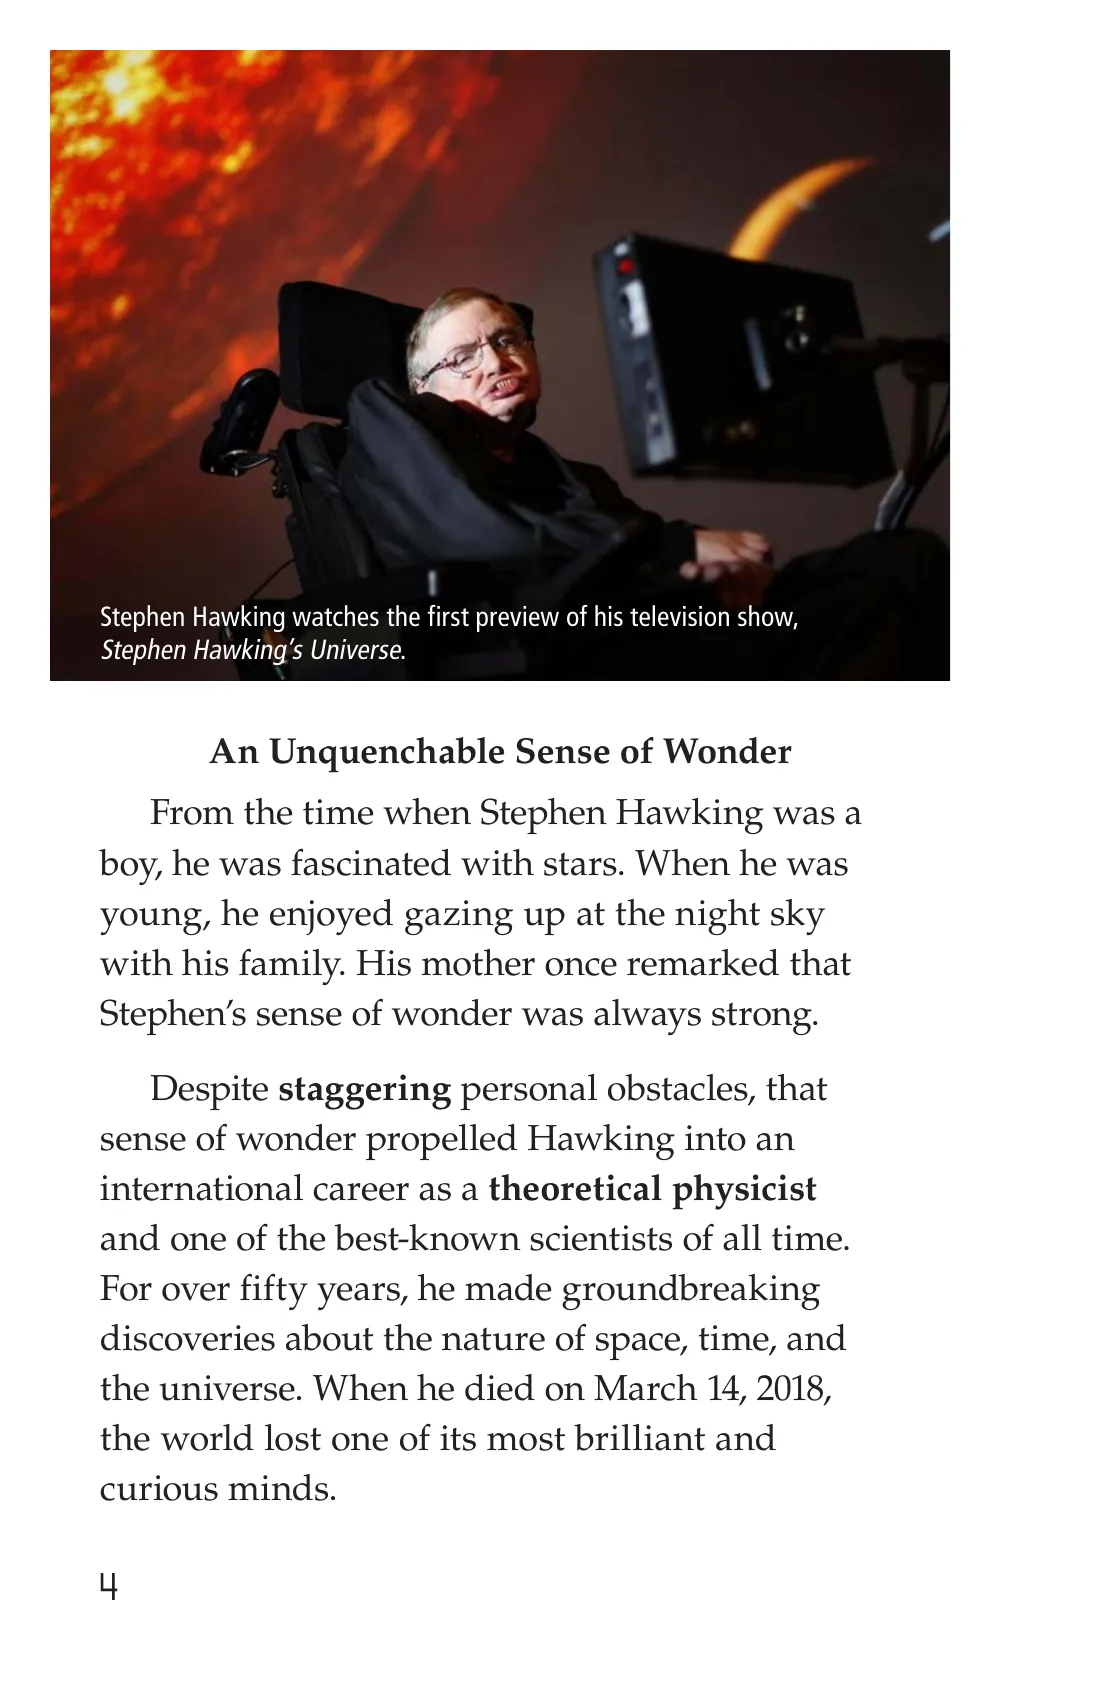 Stephen Hawking watches the first preview of his television show,
Stephen Hawking’s Universe.
An Unquenchable Sense of Wonder
From the time when Stephen Hawking was a
boy, he was fascinated with stars. When he was
young, he enjoyed gazing up at the night sky
with his family. His mother once remarked that
Stephen’s sense of wonder was always strong.
Despite staggering personal obstacles, that
sense of wonder propelled Hawking into an
international career as a theoretical physicist
and one of the best-known scientists of all time.
For over fifty years, he made groundbreaking
discoveries about the nature of space, time, and
the universe. When he died on March 14, 2018,
the world lost one of its most brilliant and
curious minds.
4